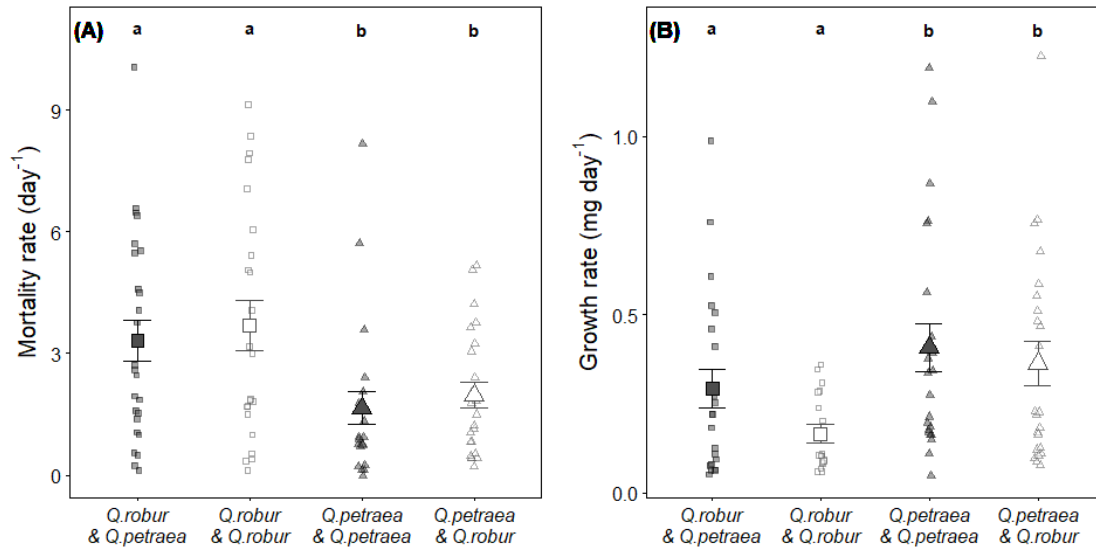 (A) a a b b
Mortality rate (day⁻¹)
9
6
3
0
Q.robur
& Q.petraea
Q.robur
& Q.robur
Q.petraea
& Q.petraea
Q.petraea
& Q.robur
(B) a a b b
Growth rate (mg day⁻¹)
1.0
0.5
0.0
Q.robur
& Q.petraea
Q.robur
& Q.robur
Q.petraea
& Q.petraea
Q.petraea
& Q.robur